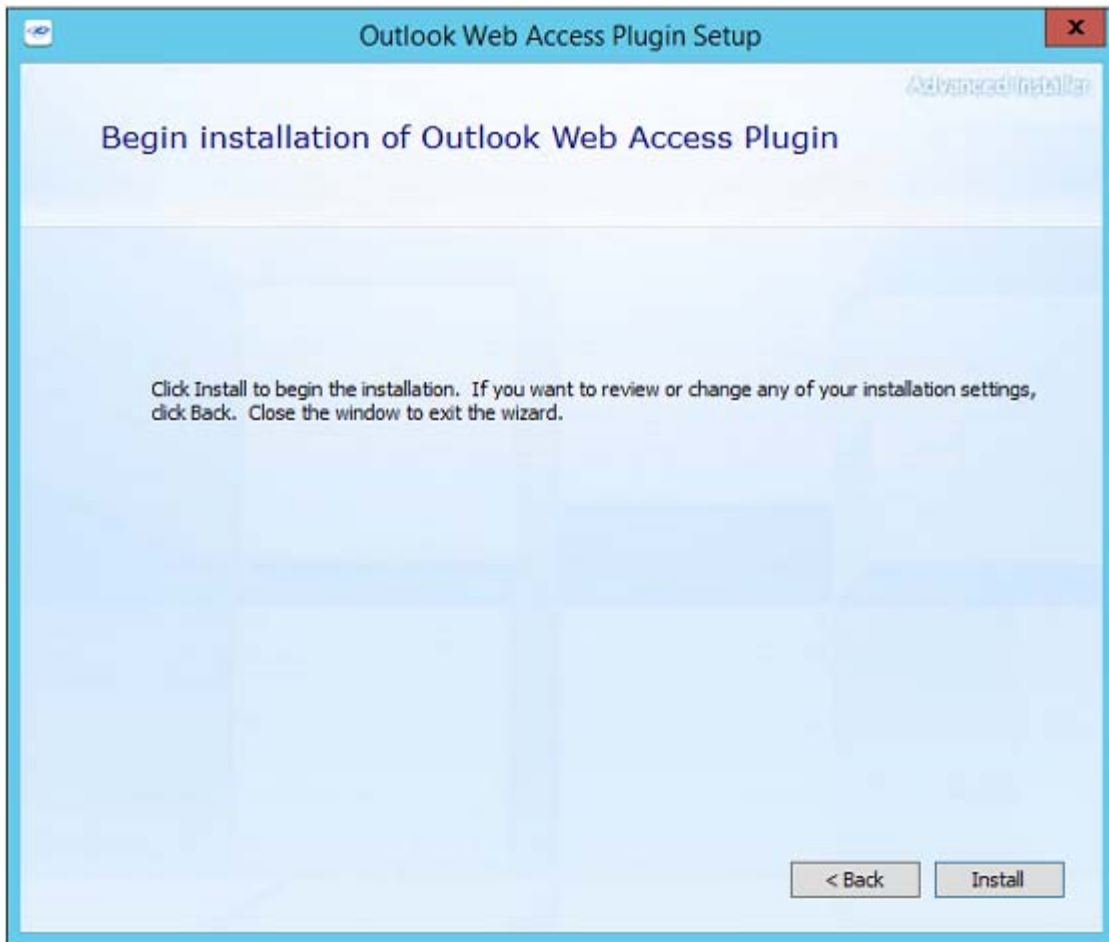 Outlook Web Access Plugin Setup
x
Advanced Installer
Begin installation of Outlook Web Access Plugin
Click Install to begin the installation.  If you want to review or change any of your installation settings,
click Back.  Close the window to exit the wizard.
< Back
Install